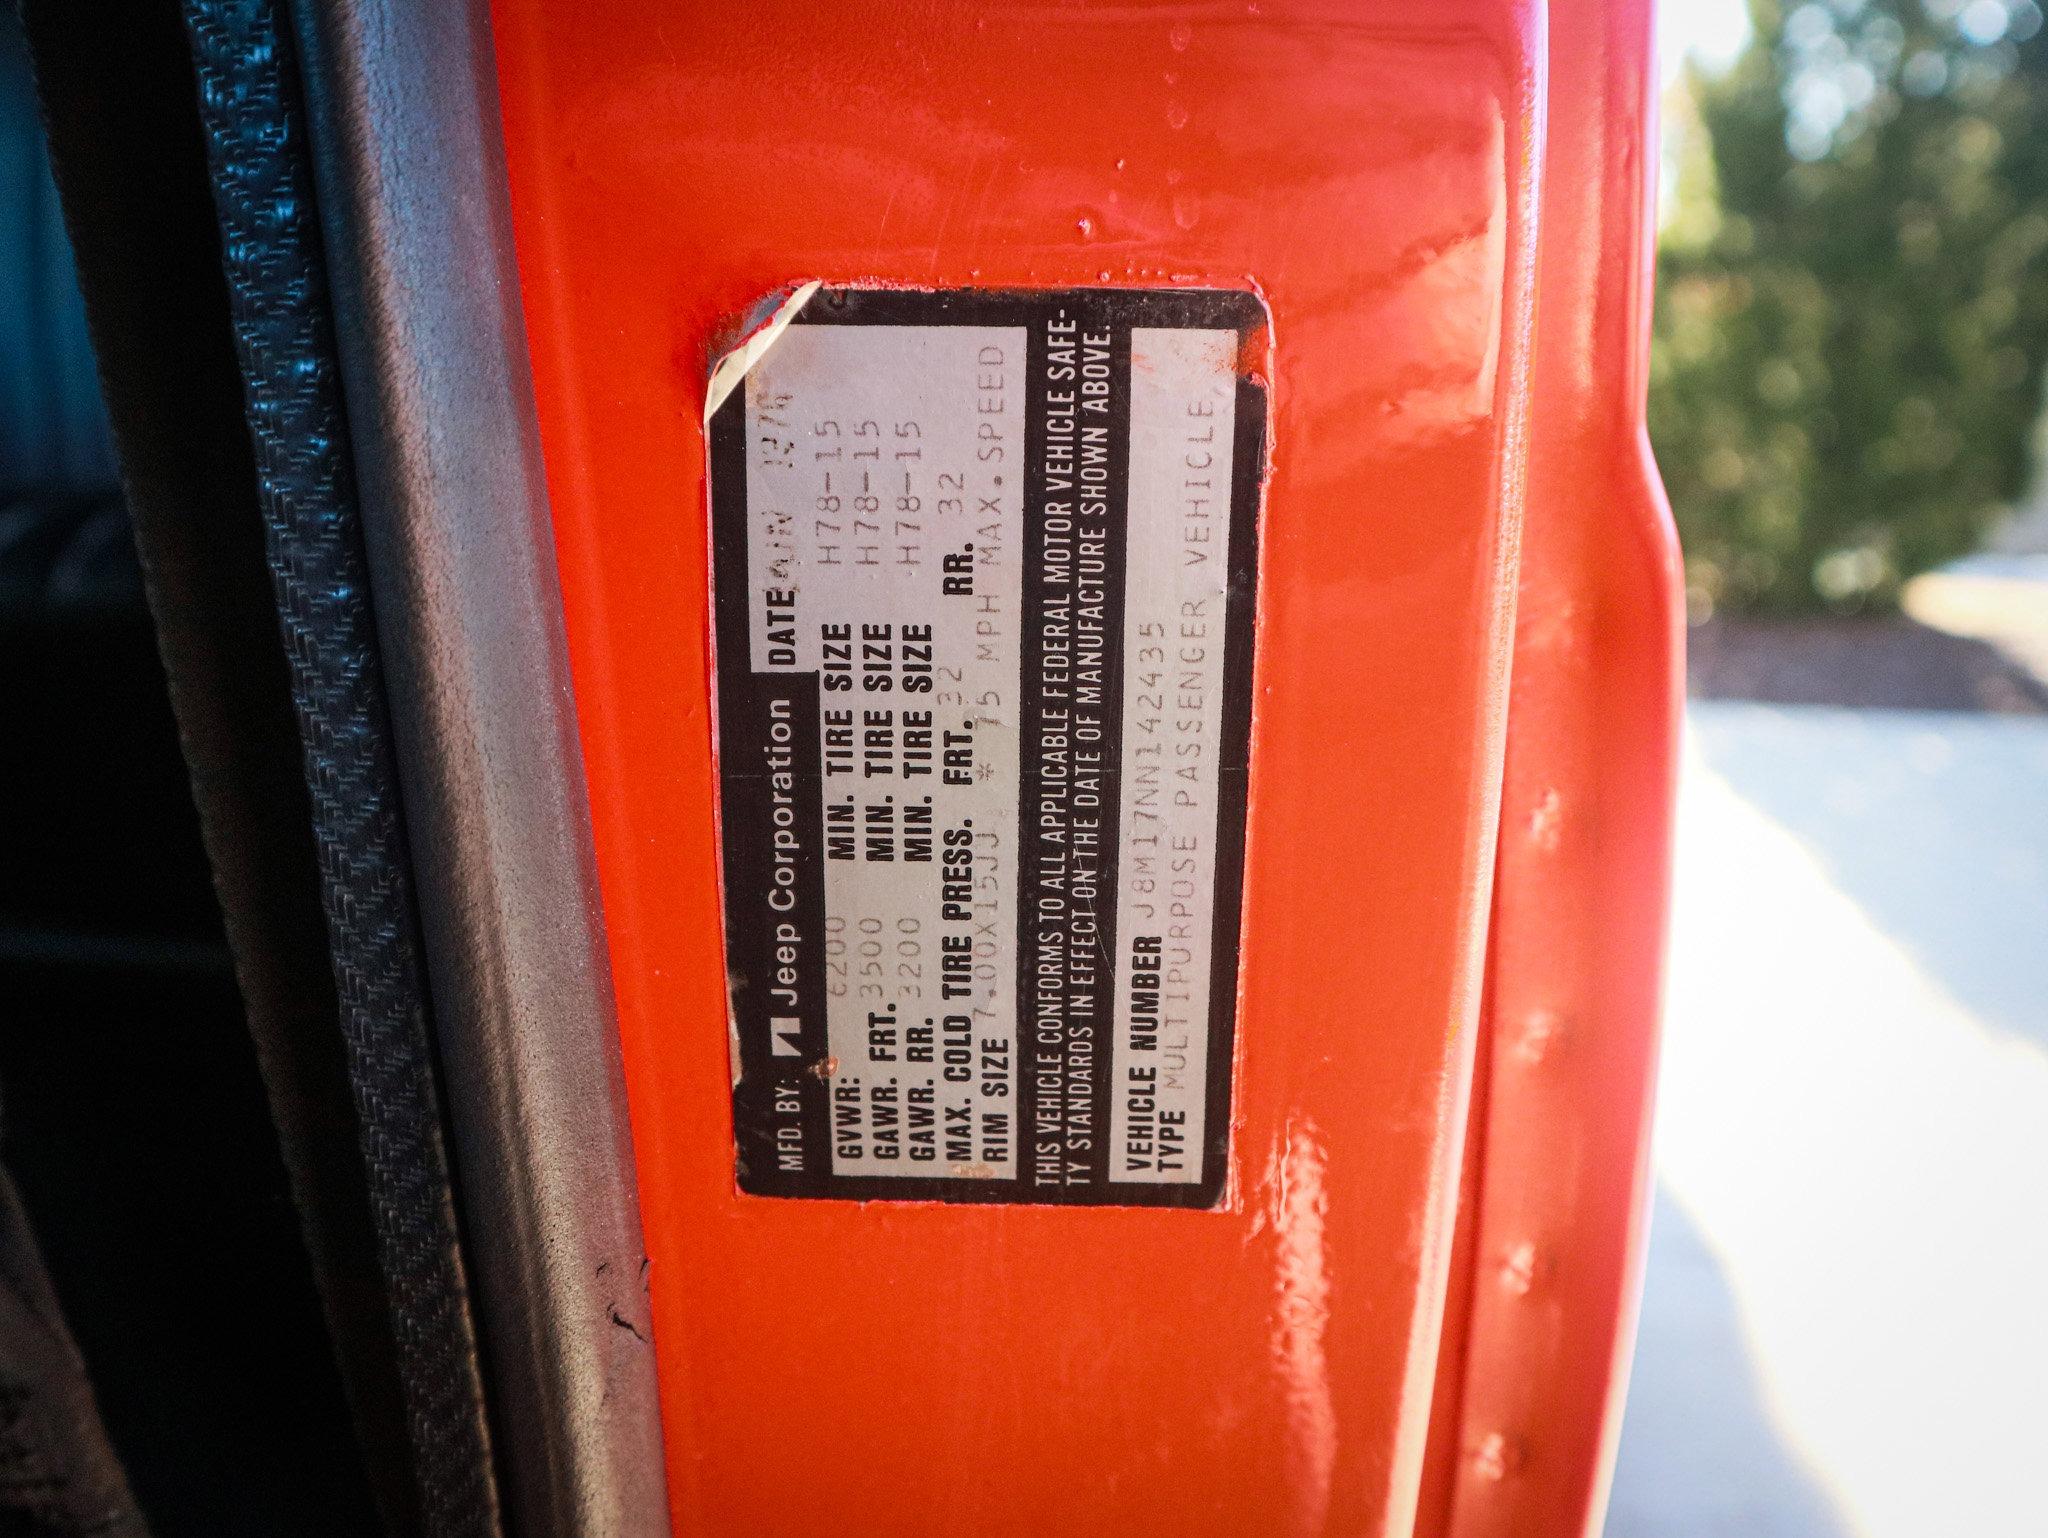 MFD. BY: Jeep Corporation DATE JUN 1978
GVWR: 6200 MIN. TIRE SIZE H78-15
GAWR. FRT. 3500 MIN. TIRE SIZE H78-15
GAWR. RR. 3200 MIN. TIRE SIZE H78-15
MAX. COLD TIRE PRESS. FRT. 32 RR. 32
RIM SIZE 7.00X15JJ * 75 MPH MAX.SPEED
THIS VEHICLE CONFORMS TO ALL APPLICABLE FEDERAL MOTOR VEHICLE SAFE-
TY STANDARDS IN EFFECT ON THE DATE OF MANUFACTURE SHOWN ABOVE.
VEHICLE NUMBER J8M17NN142435
TYPE MULTIPURPOSE PASSENGER VEHICLE